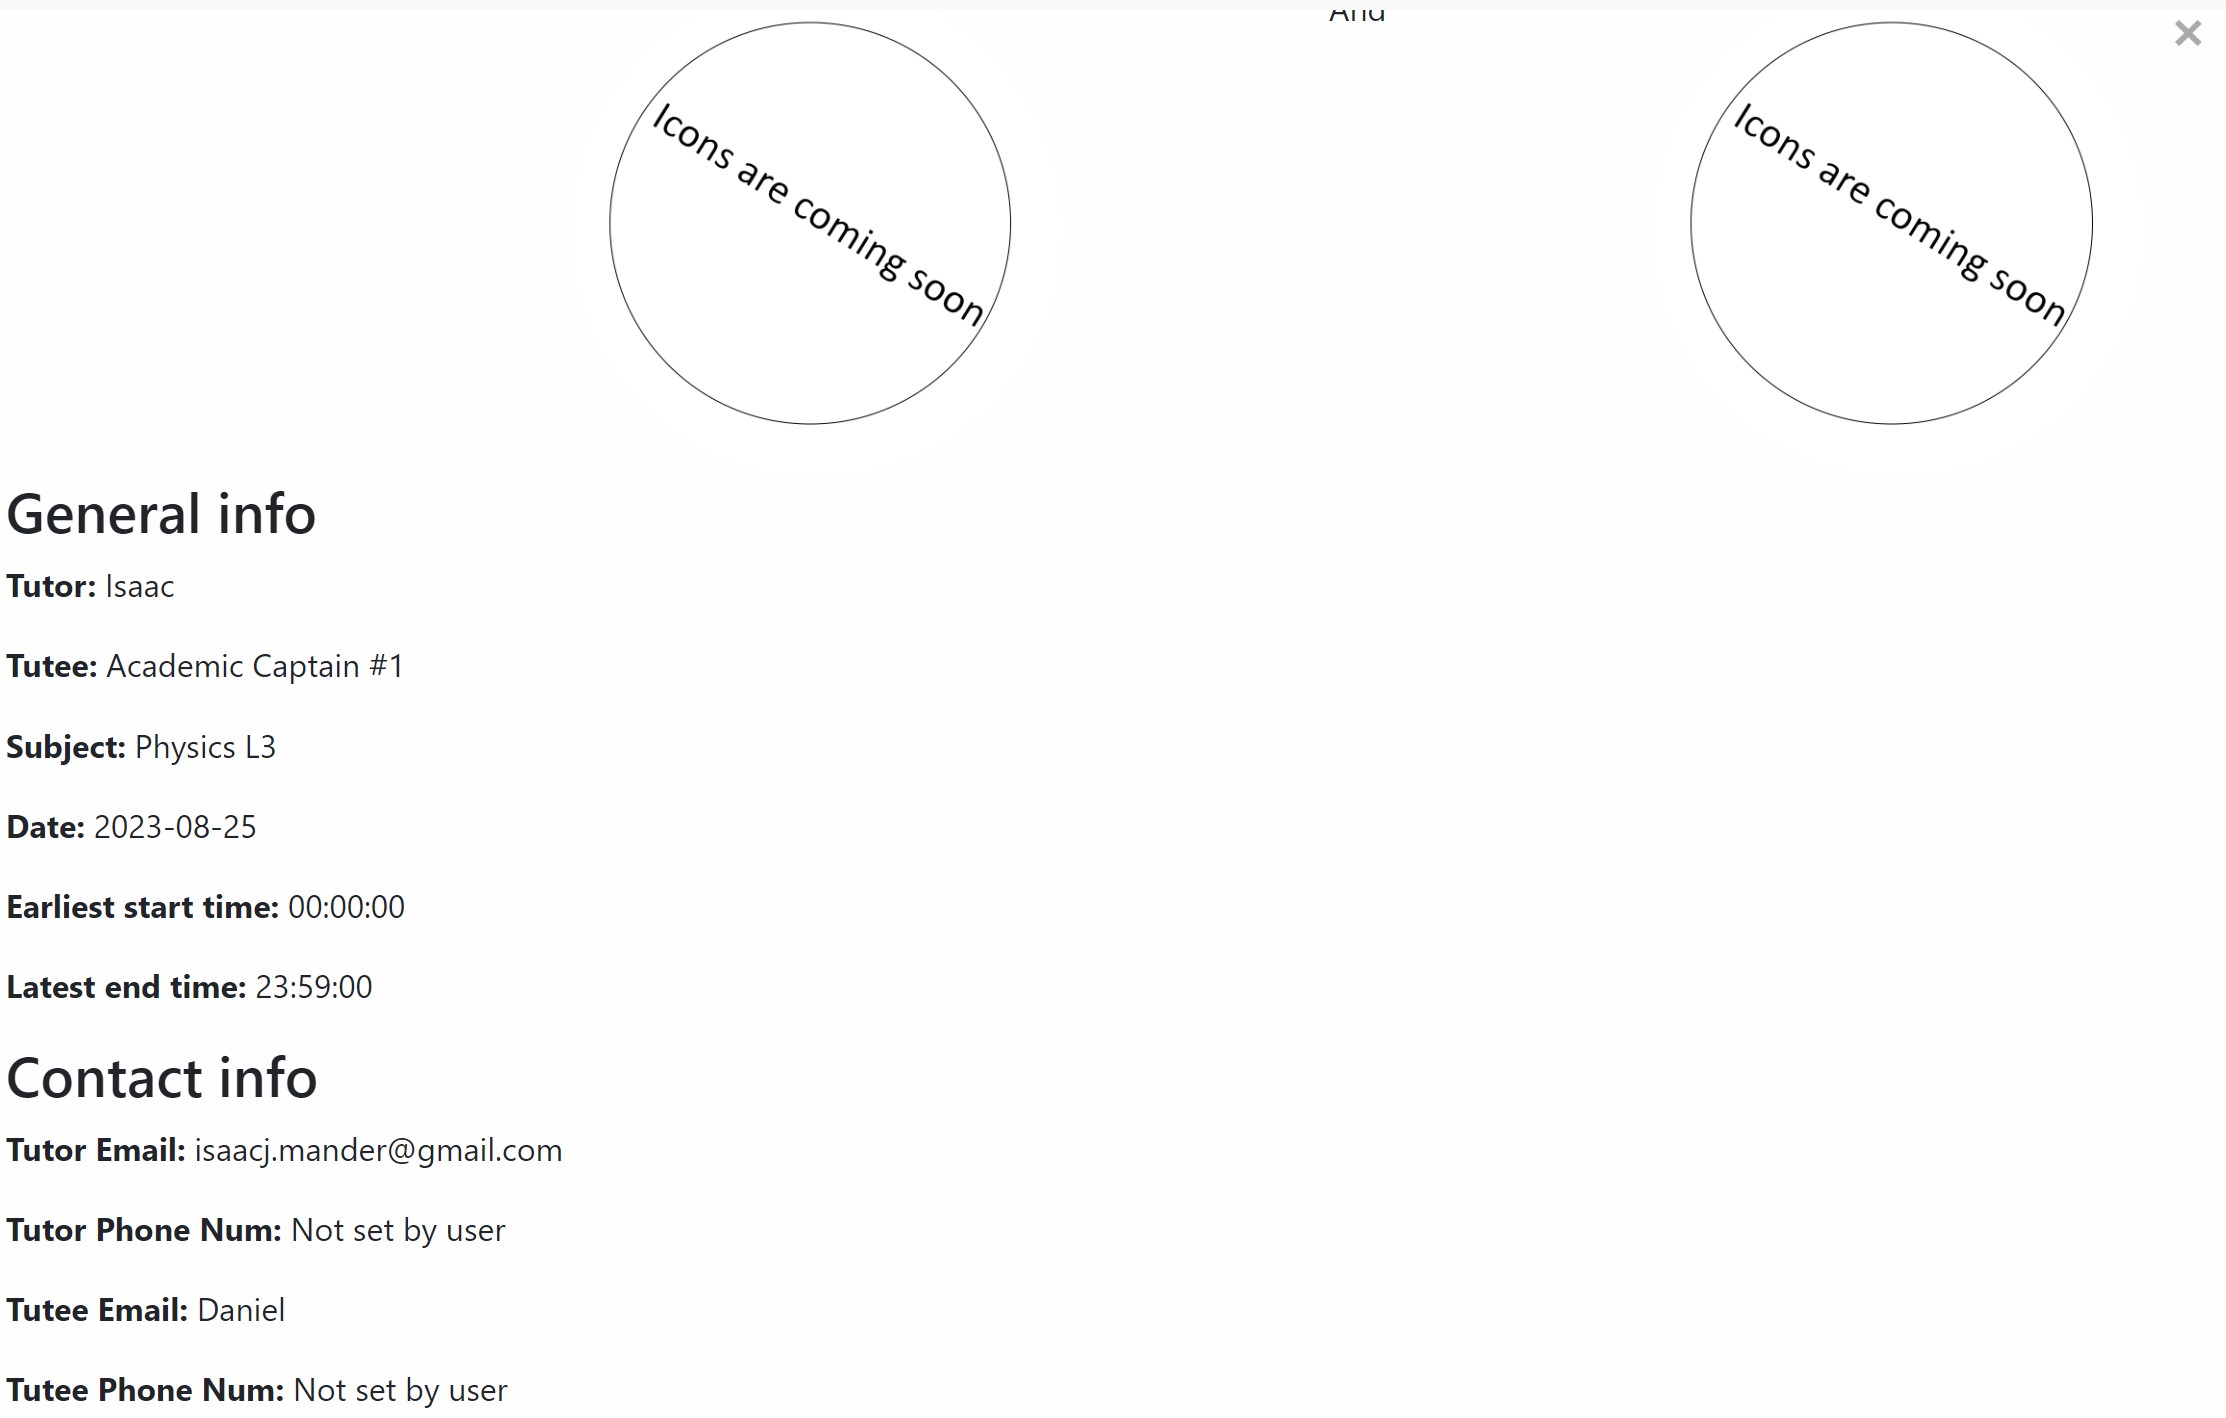 And
Icons are coming soon
Icons are coming soon
General info
Tutor: Isaac
Tutee: Academic Captain #1
Subject: Physics L3
Date: 2023-08-25
Earliest start time: 00:00:00
Latest end time: 23:59:00
Contact info
Tutor Email: isaacj.mander@gmail.com
Tutor Phone Num: Not set by user
Tutee Email: Daniel
Tutee Phone Num: Not set by user